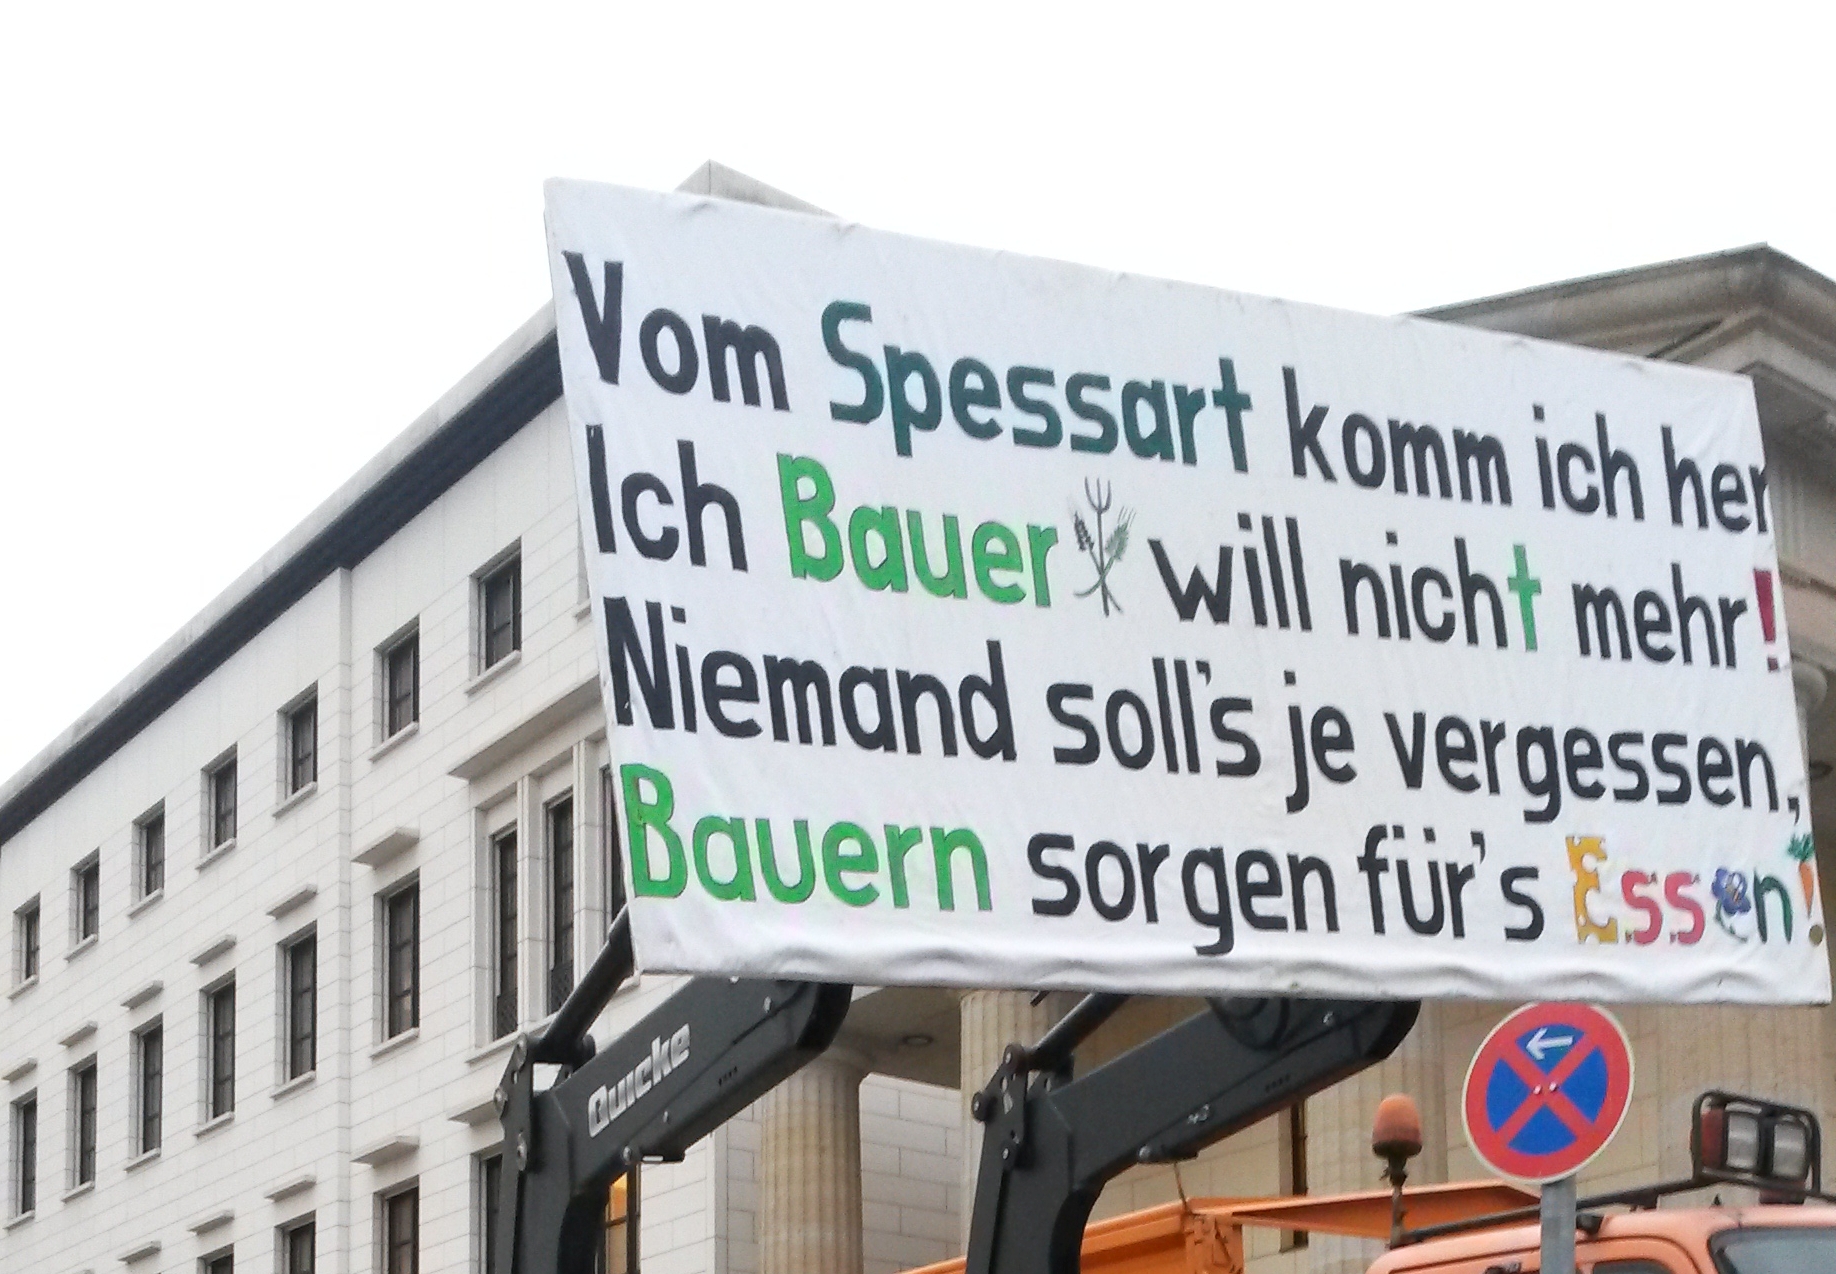 Vom Spessart komm ich her
Ich Bauer will nicht mehr!
Niemand soll's je vergessen,
Bauern sorgen für's Essen!
Quicke